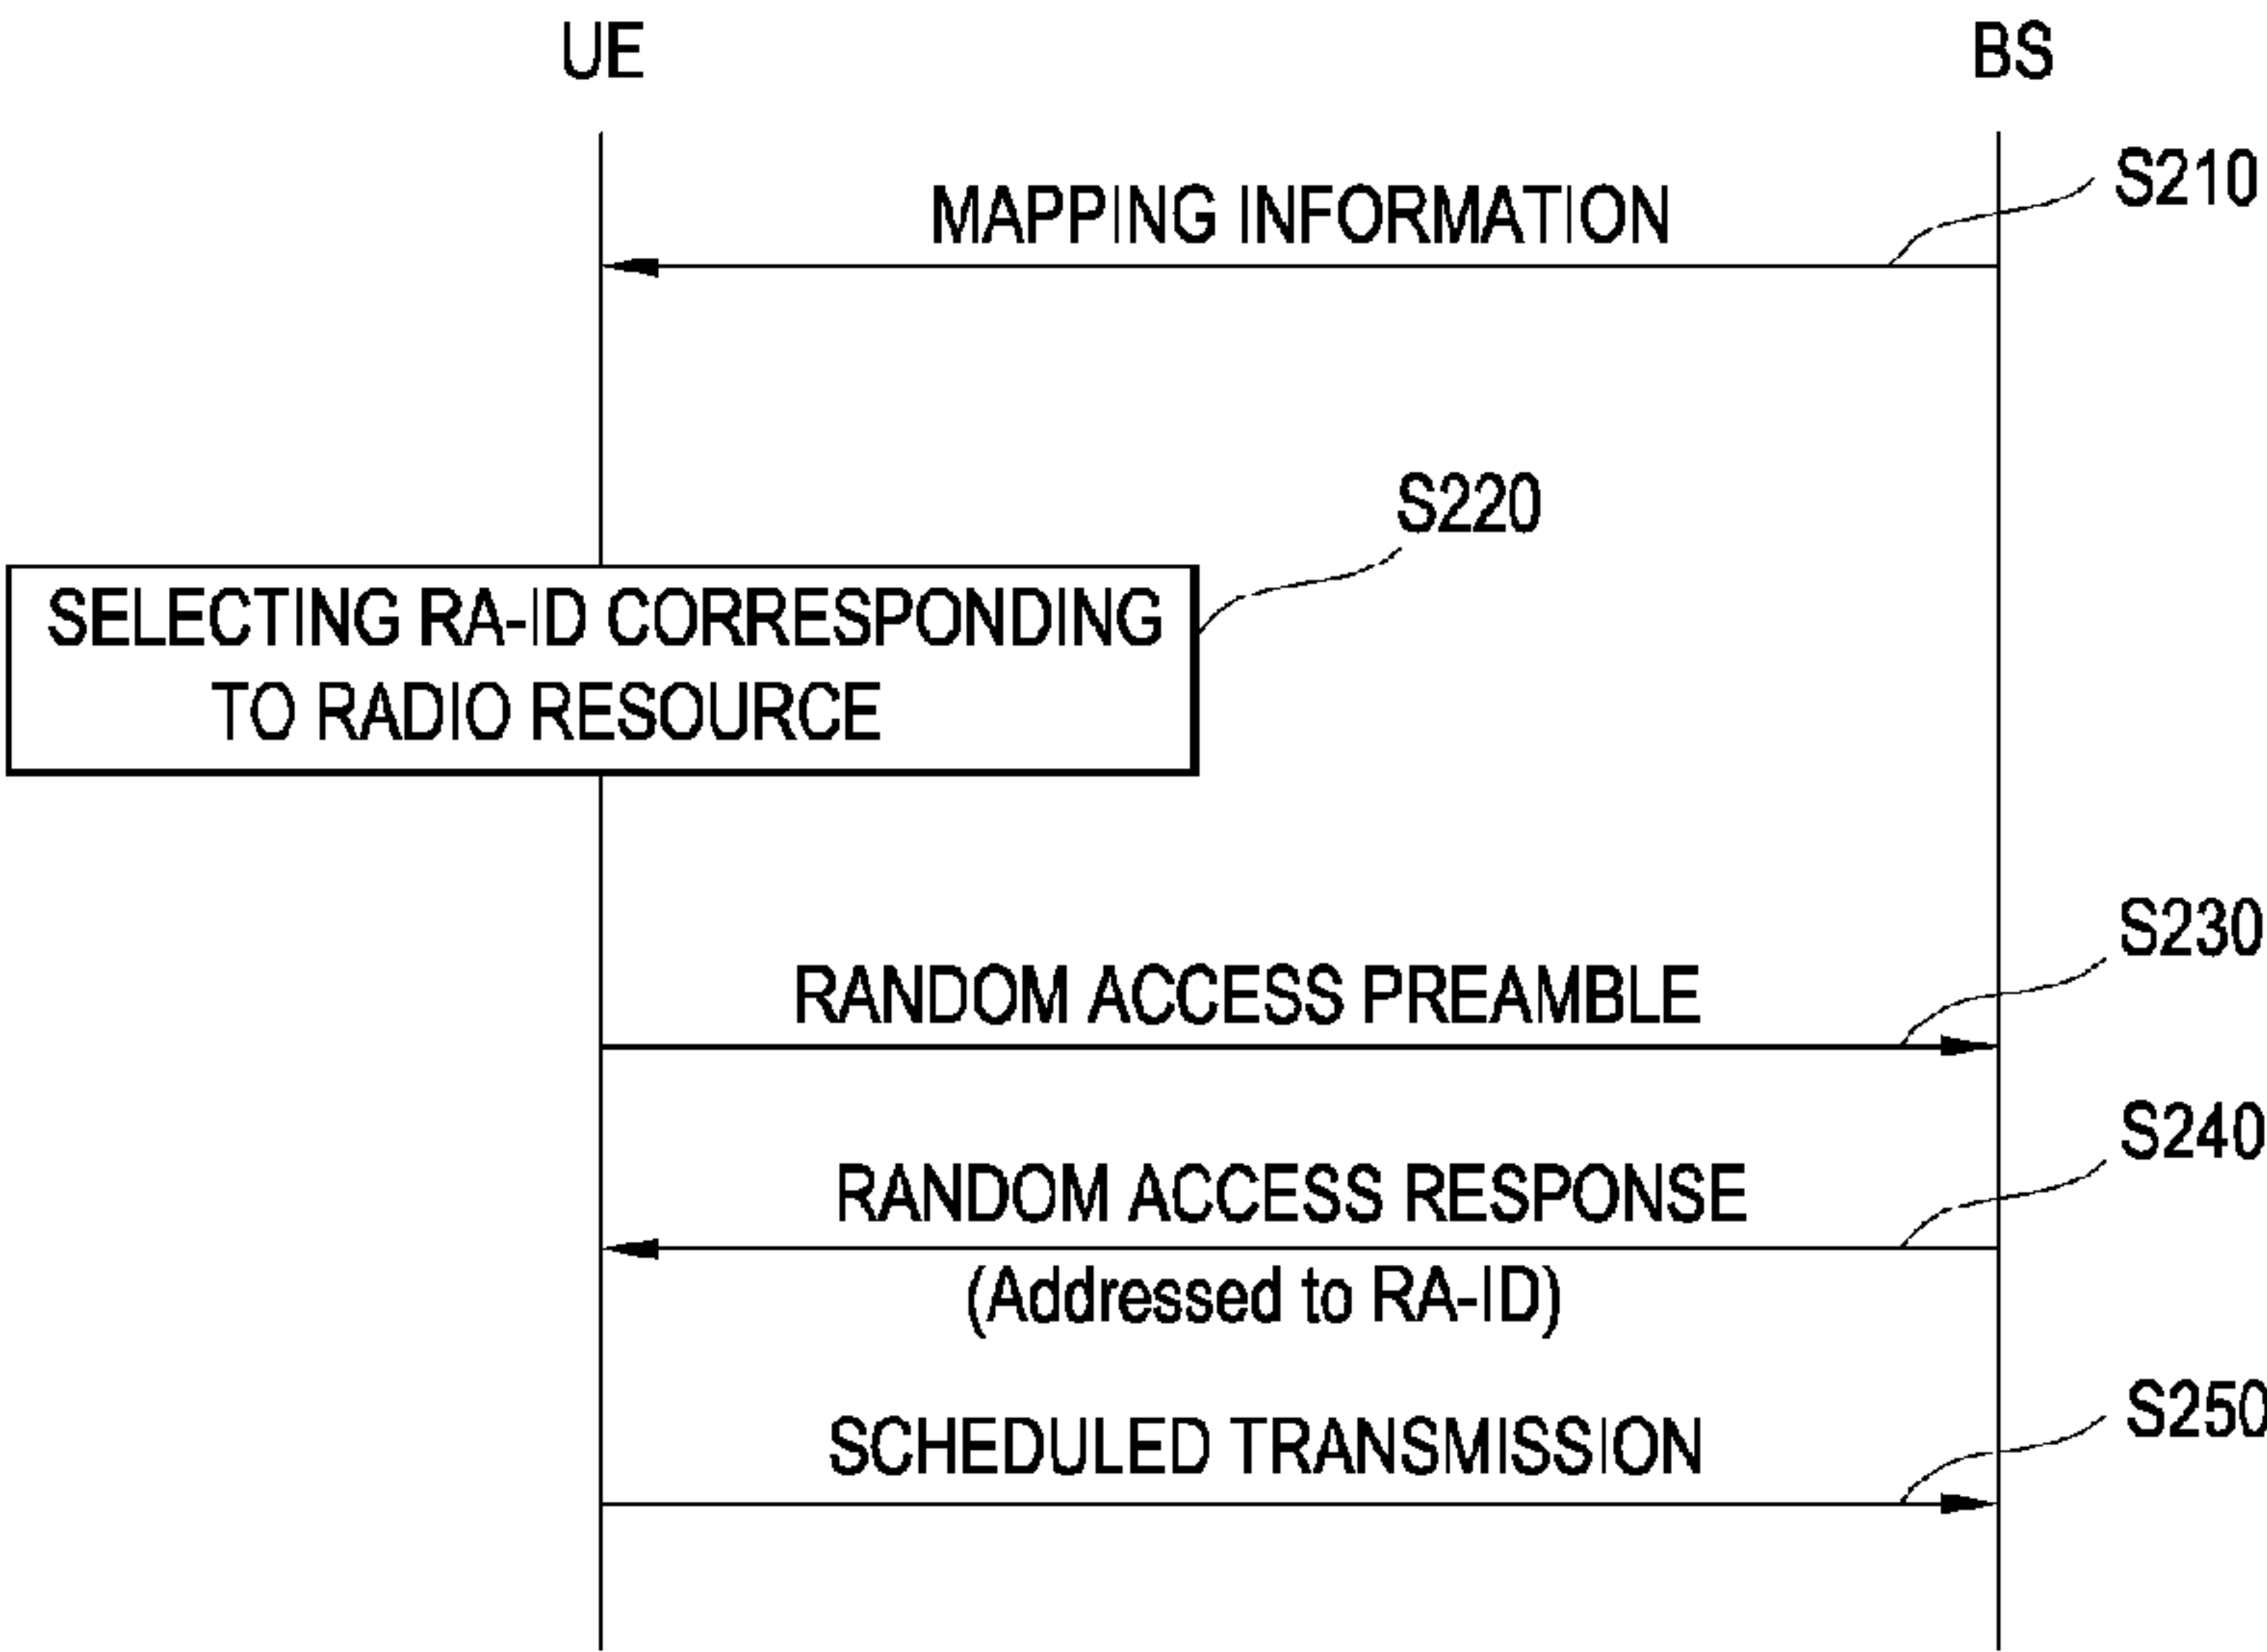 UE
BS
S210
MAPPING INFORMATION
S220
SELECTING RA-ID CORRESPONDING
TO RADIO RESOURCE
S230
RANDOM ACCESS PREAMBLE
S240
RANDOM ACCESS RESPONSE
(Addressed to RA-ID)
S250
SCHEDULED TRANSMISSION